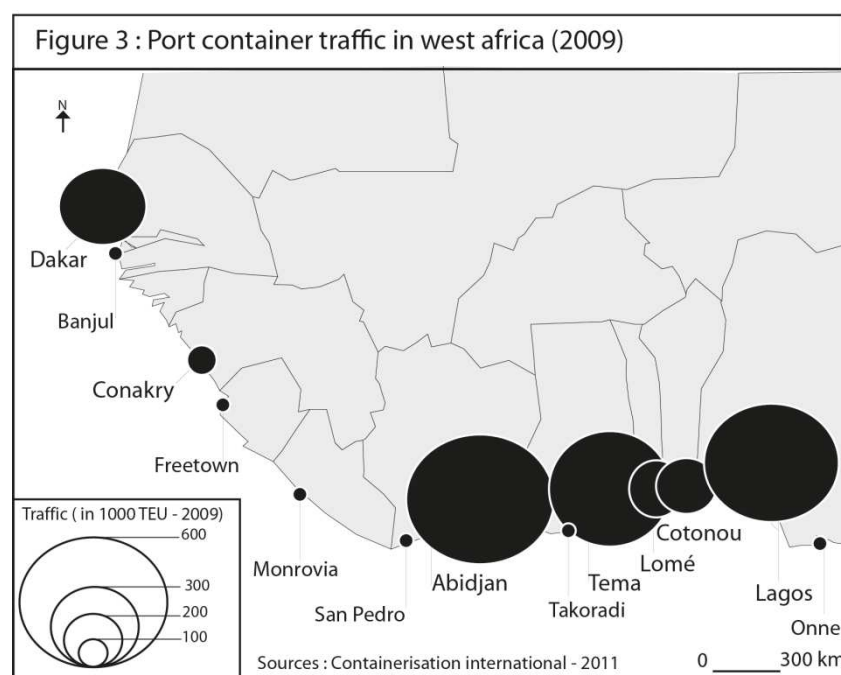 Figure 3 : Port container traffic in west africa (2009)
N
Dakar
Banjul
Conakry
Freetown
Monrovia
San Pedro
Abidjan
Takoradi
Tema
Lomé
Cotonou
Lagos
Onne
Traffic ( in 1000 TEU - 2009)
600
300
200
100
Sources : Containerisation international - 2011
0 300 km